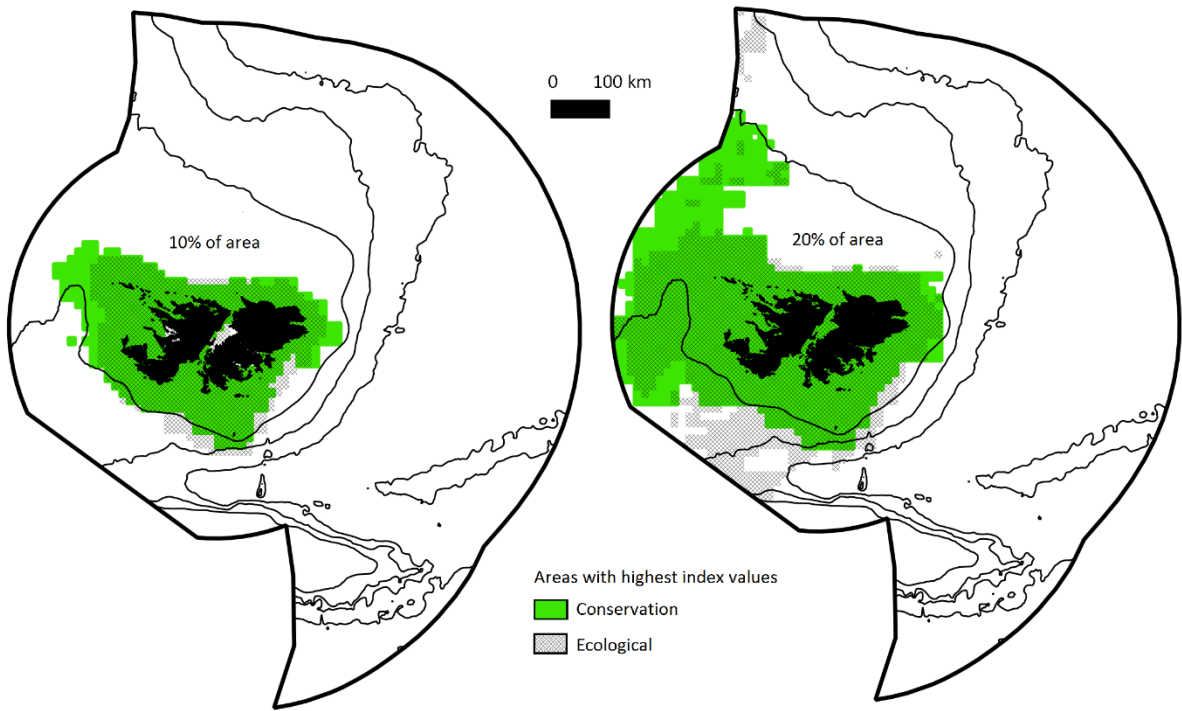 0 100 km
10% of area
20% of area
Areas with highest index values
Conservation
Ecological